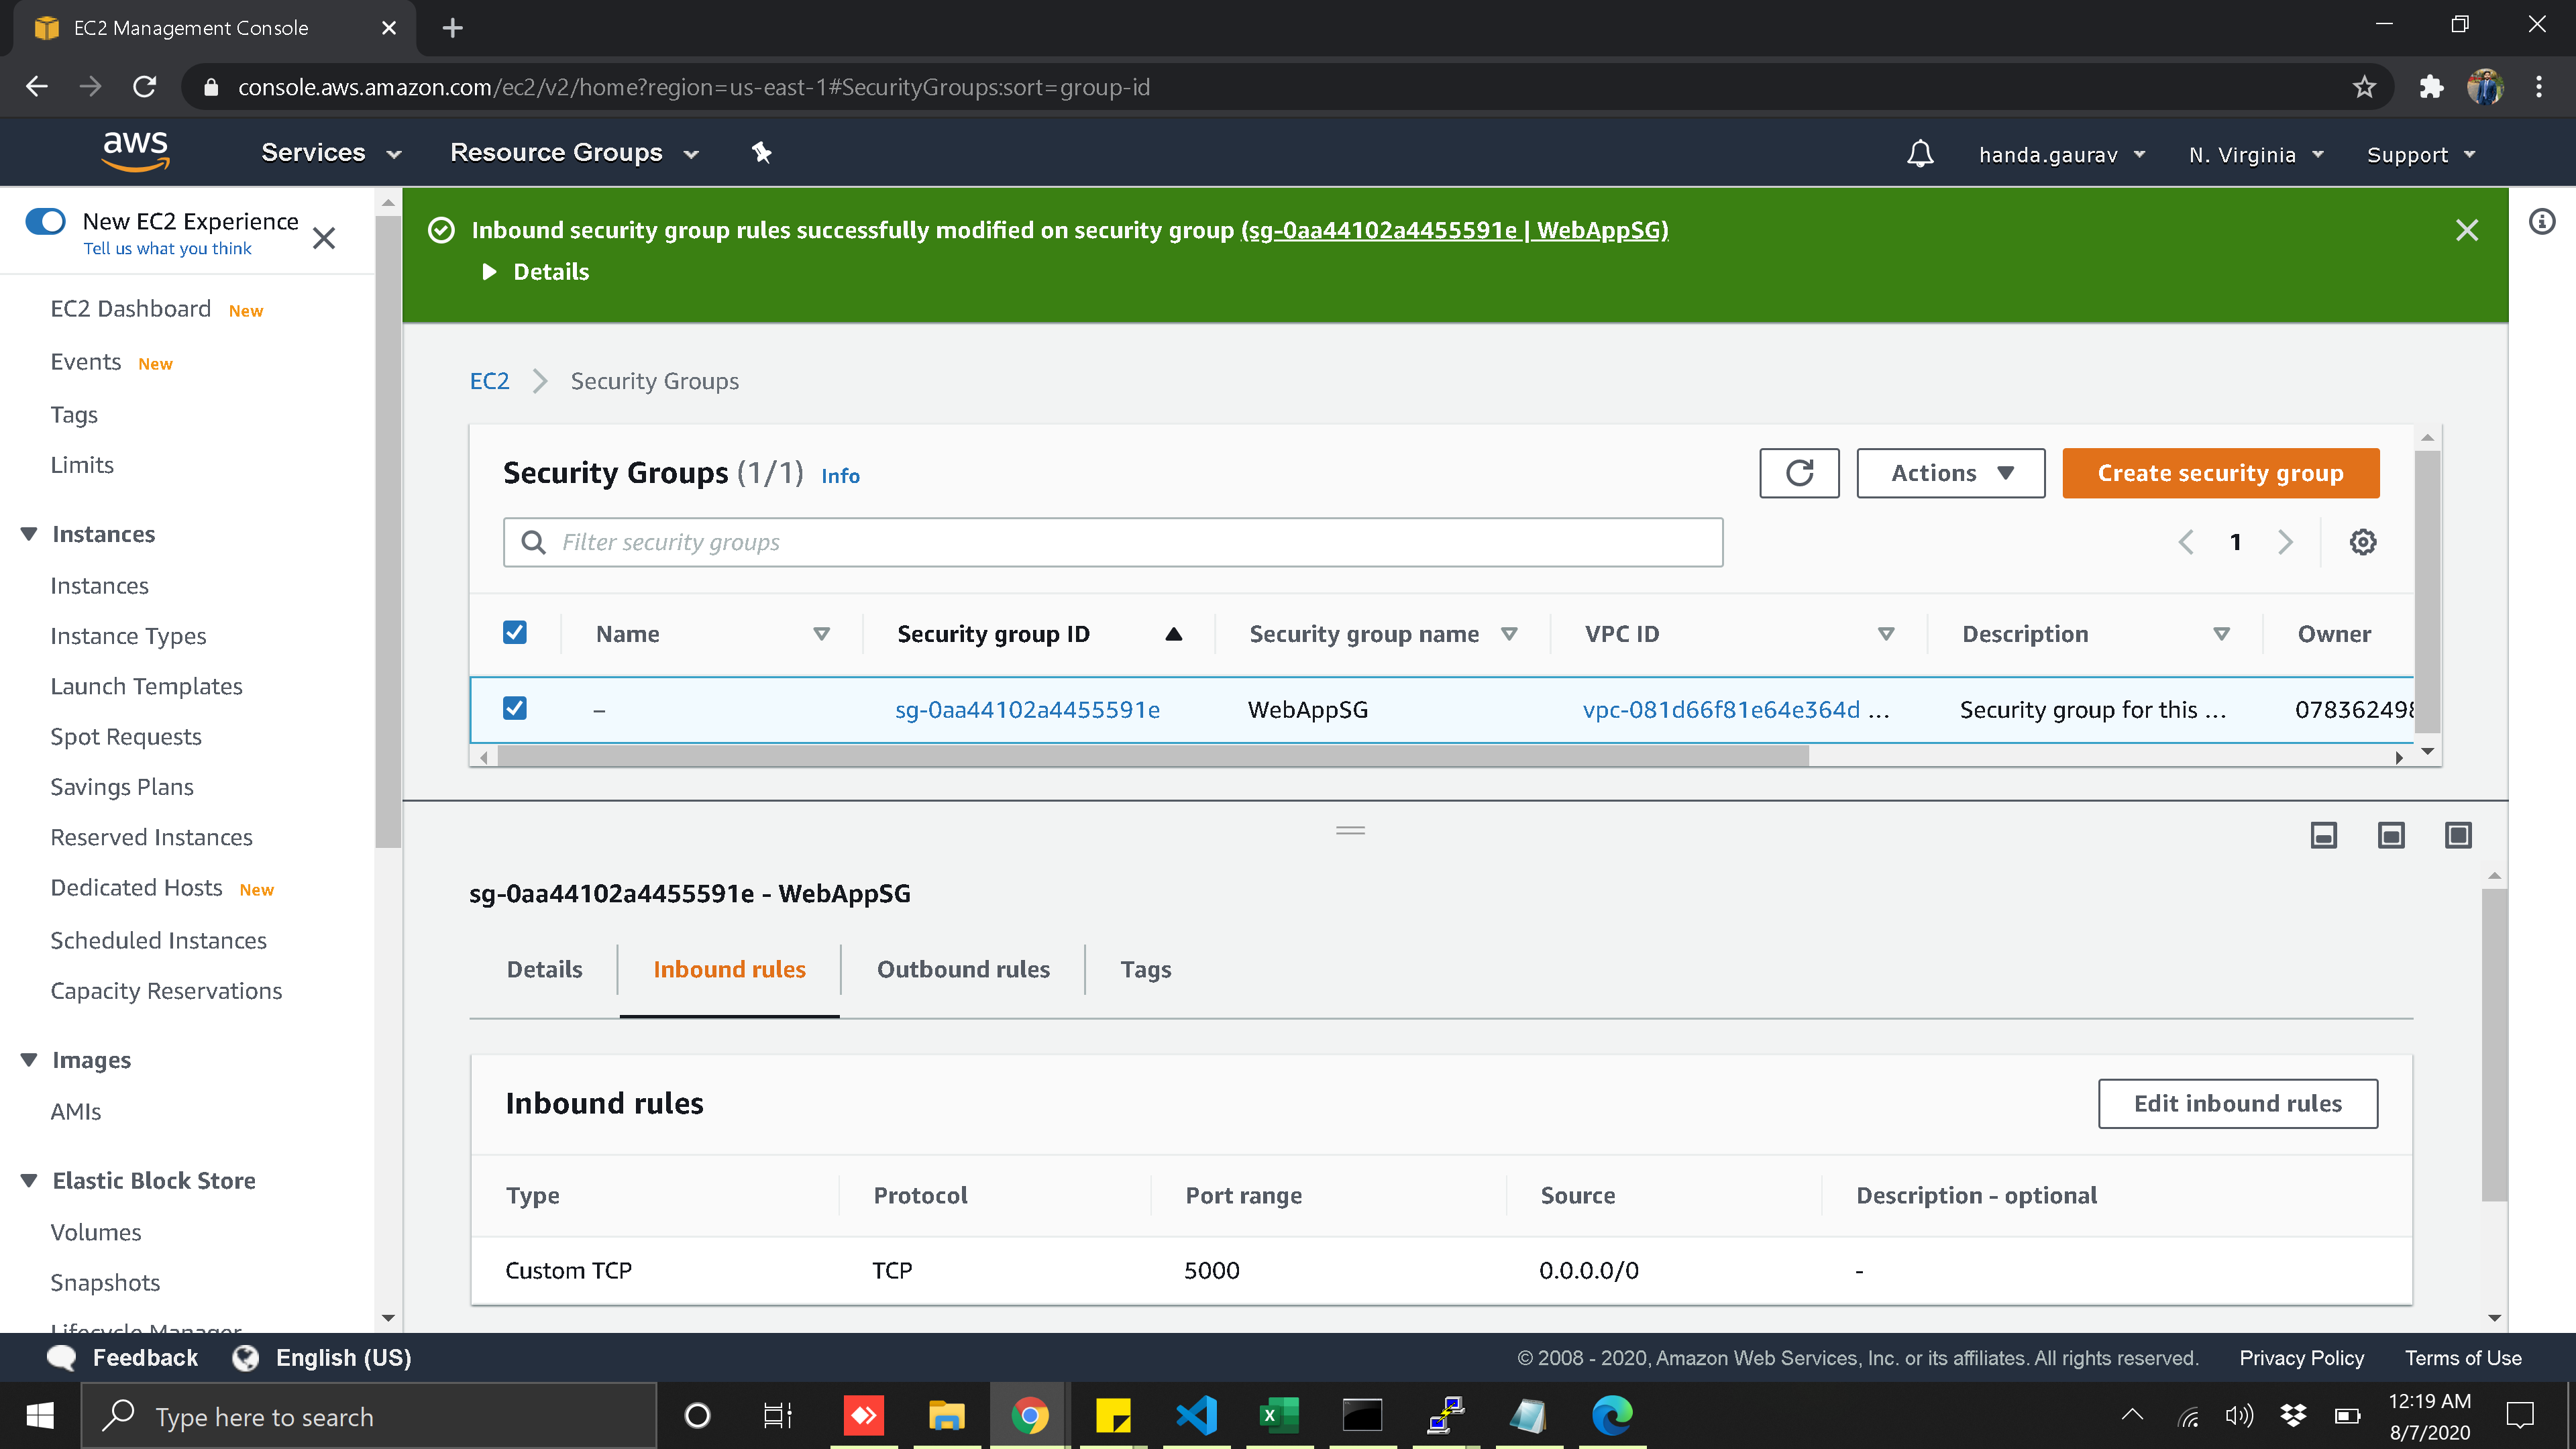 EC2 Management Console
console.aws.amazon.com/ec2/v2/home?region=us-east-1#SecurityGroups:sort=group-id
aws Services Resource Groups handa.gaurav N. Virginia Support
New EC2 Experience
Tell us what you think
EC2 Dashboard New
Events New
Tags
Limits
Instances
Instances
Instance Types
Launch Templates
Spot Requests
Savings Plans
Reserved Instances
Dedicated Hosts New
Scheduled Instances
Capacity Reservations
Images
AMIs
Elastic Block Store
Volumes
Snapshots
Lifecycle Manager
Inbound security group rules successfully modified on security group (sg-0aa44102a4455591e | WebAppSG)
Details
EC2 Security Groups
Security Groups (1/1) Info
Actions Create security group
Filter security groups
1
Name Security group ID Security group name VPC ID Description Owner
– sg-0aa44102a4455591e WebAppSG vpc-081d66f81e64e364d ... Security group for this ... 078362498
sg-0aa44102a4455591e - WebAppSG
Details Inbound rules Outbound rules Tags
Inbound rules
Edit inbound rules
Type Protocol Port range Source Description - optional
Custom TCP TCP 5000 0.0.0.0/0 -
Feedback English (US) © 2008 - 2020, Amazon Web Services, Inc. or its affiliates. All rights reserved. Privacy Policy Terms of Use
Type here to search
12:19 AM
8/7/2020